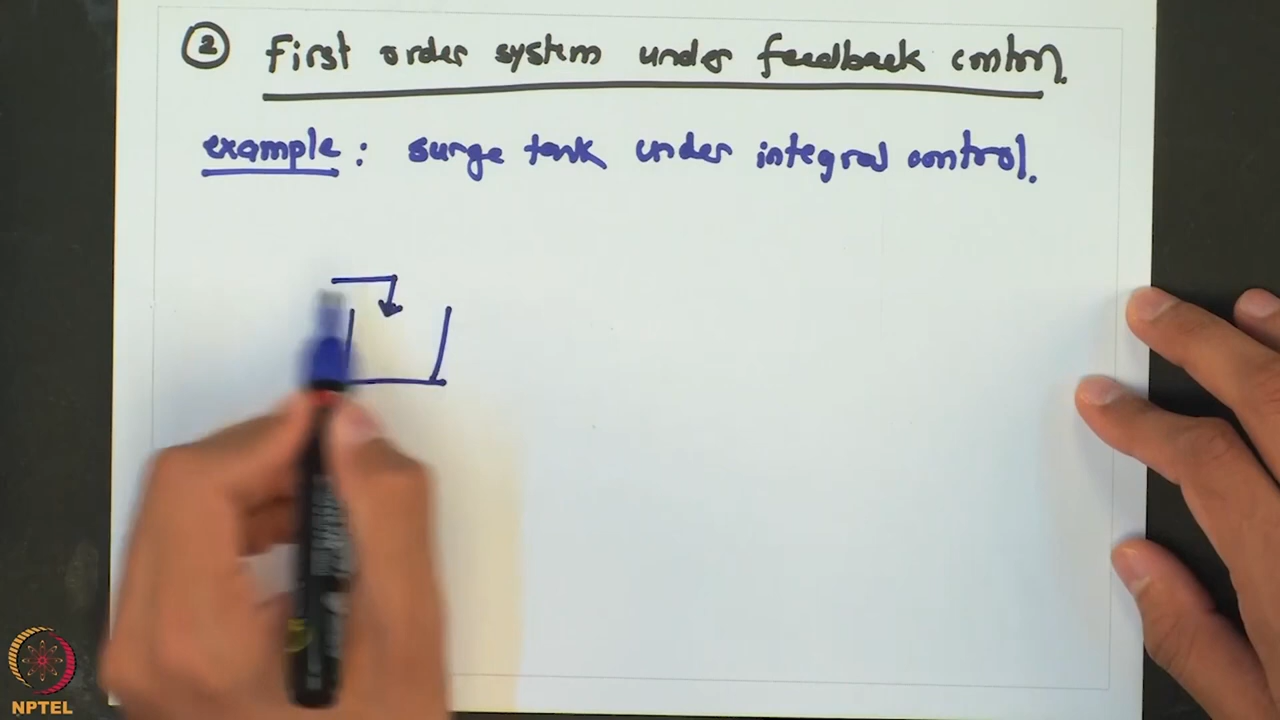 ② First order system under feedback control.
example : surge tank under integral control.
NPTEL